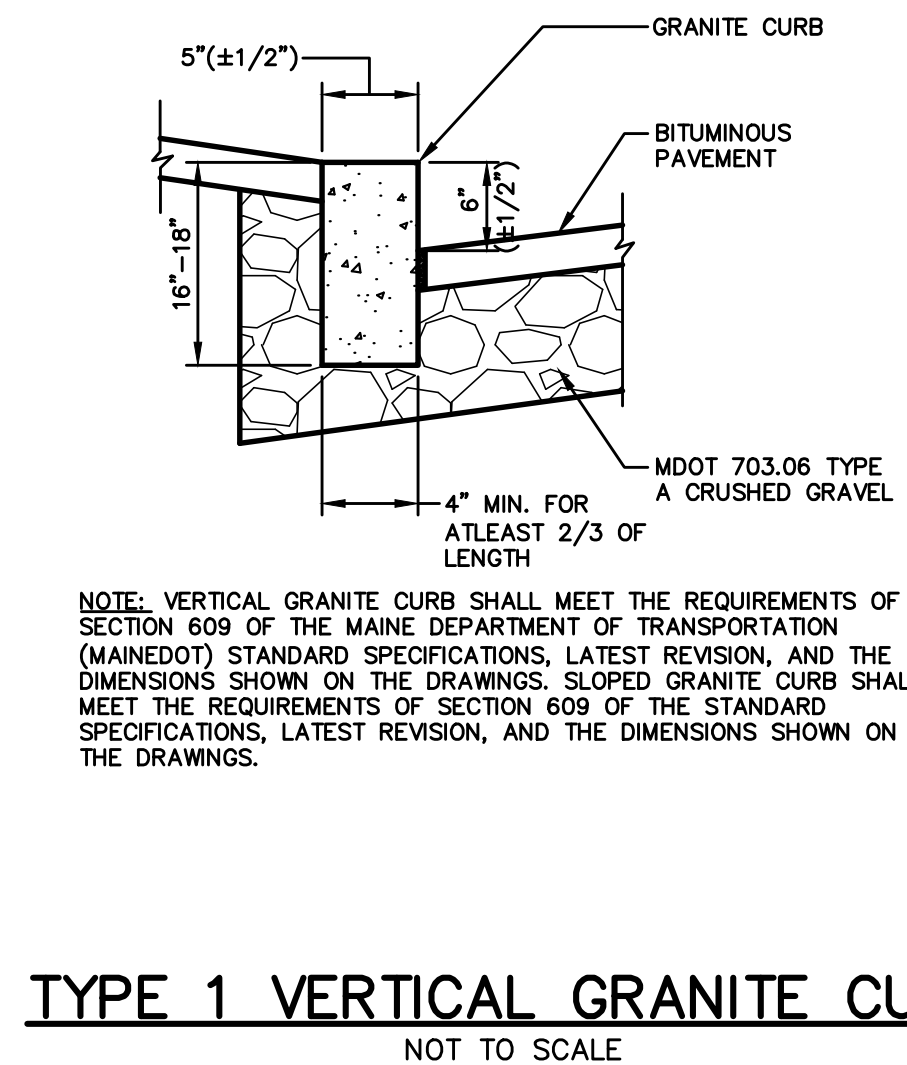 GRANITE CURB
5"(±1/2")
BITUMINOUS
PAVEMENT
6"
(±1/2")
16"-18"
MDOT 703.06 TYPE
A CRUSHED GRAVEL
4" MIN. FOR
ATLEAST 2/3 OF
LENGTH
NOTE: VERTICAL GRANITE CURB SHALL MEET THE REQUIREMENTS OF
SECTION 609 OF THE MAINE DEPARTMENT OF TRANSPORTATION
(MAINEDOT) STANDARD SPECIFICATIONS, LATEST REVISION, AND THE
DIMENSIONS SHOWN ON THE DRAWINGS. SLOPED GRANITE CURB SHAL
MEET THE REQUIREMENTS OF SECTION 609 OF THE STANDARD
SPECIFICATIONS, LATEST REVISION, AND THE DIMENSIONS SHOWN ON
THE DRAWINGS.
TYPE 1 VERTICAL GRANITE CU
NOT TO SCALE